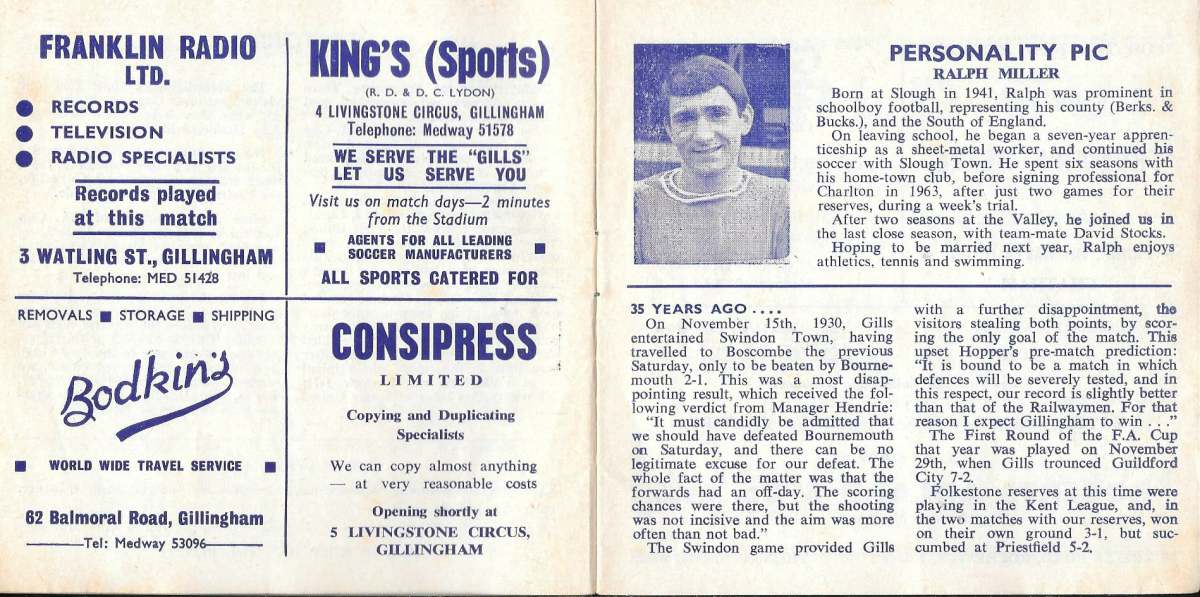 FRANKLIN RADIO
LTD.
● RECORDS
● TELEVISION
● RADIO SPECIALISTS
Records played
at this match
3 WATLING ST., GILLINGHAM
Telephone: MED 51428
KING'S (Sports)
(R. D. & D. C. LYDON)
4 LIVINGSTONE CIRCUS, GILLINGHAM
Telephone: Medway 51578
WE SERVE THE "GILLS"
LET US SERVE YOU
Visit us on match days—2 minutes
from the Stadium
■ AGENTS FOR ALL LEADING ■
SOCCER MANUFACTURERS
ALL SPORTS CATERED FOR
REMOVALS ■ STORAGE ■ SHIPPING
Bodkin's
■ WORLD WIDE TRAVEL SERVICE ■
62 Balmoral Road, Gillingham
Tel: Medway 53096
CONSIPRESS
LIMITED
Copying and Duplicating
Specialists
We can copy almost anything
— at very reasonable costs
Opening shortly at
5 LIVINGSTONE CIRCUS,
GILLINGHAM
PERSONALITY PIC
RALPH MILLER
Born at Slough in 1941, Ralph was prominent in
schoolboy football, representing his county (Berks. &
Bucks.), and the South of England.
On leaving school, he began a seven-year appren-
ticeship as a sheet-metal worker, and continued his
soccer with Slough Town. He spent six seasons with
his home-town club, before signing professional for
Charlton in 1963, after just two games for their
reserves, during a week's trial.
After two seasons at the Valley, he joined us in
the last close season, with team-mate David Stocks.
Hoping to be married next year, Ralph enjoys
athletics, tennis and swimming.
35 YEARS AGO ....
On November 15th, 1930, Gills
entertained Swindon Town, having
travelled to Boscombe the previous
Saturday, only to be beaten by Bourne-
mouth 2-1. This was a most disap-
pointing result, which received the fol-
lowing verdict from Manager Hendrie:
"It must candidly be admitted that
we should have defeated Bournemouth
on Saturday, and there can be no
legitimate excuse for our defeat. The
whole fact of the matter was that the
forwards had an off-day. The scoring
chances were there, but the shooting
was not incisive and the aim was more
often than not bad."
The Swindon game provided Gills
with a further disappointment, the
visitors stealing both points, by scor-
ing the only goal of the match. This
upset Hopper's pre-match prediction:
"It is bound to be a match in which
defences will be severely tested, and in
this respect, our record is slightly better
than that of the Railwaymen. For that
reason I expect Gillingham to win . . ."
The First Round of the F.A. Cup
that year was played on November
29th, when Gills trounced Guildford
City 7-2.
Folkestone reserves at this time were
playing in the Kent League, and, in
the two matches with our reserves, won
on their own ground 3-1, but suc-
cumbed at Priestfield 5-2.